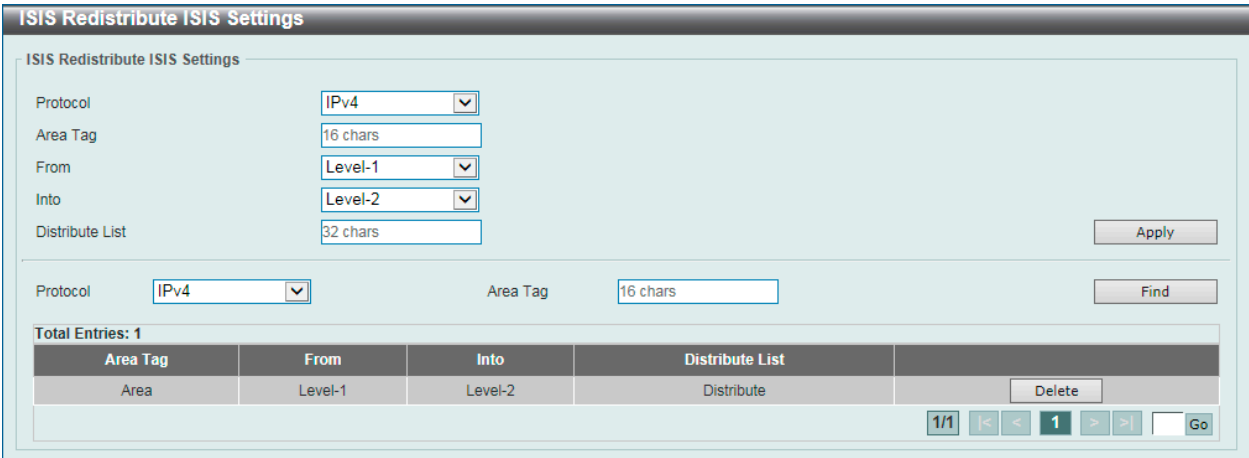 ISIS Redistribute ISIS Settings
ISIS Redistribute ISIS Settings
Protocol IPv4
Area Tag 16 chars
From Level-1
Into Level-2
Distribute List 32 chars Apply
Protocol IPv4 Area Tag 16 chars Find
Total Entries: 1
Area Tag From Into Distribute List
Area Level-1 Level-2 Distribute Delete
1/1 |< < 1 > >| Go